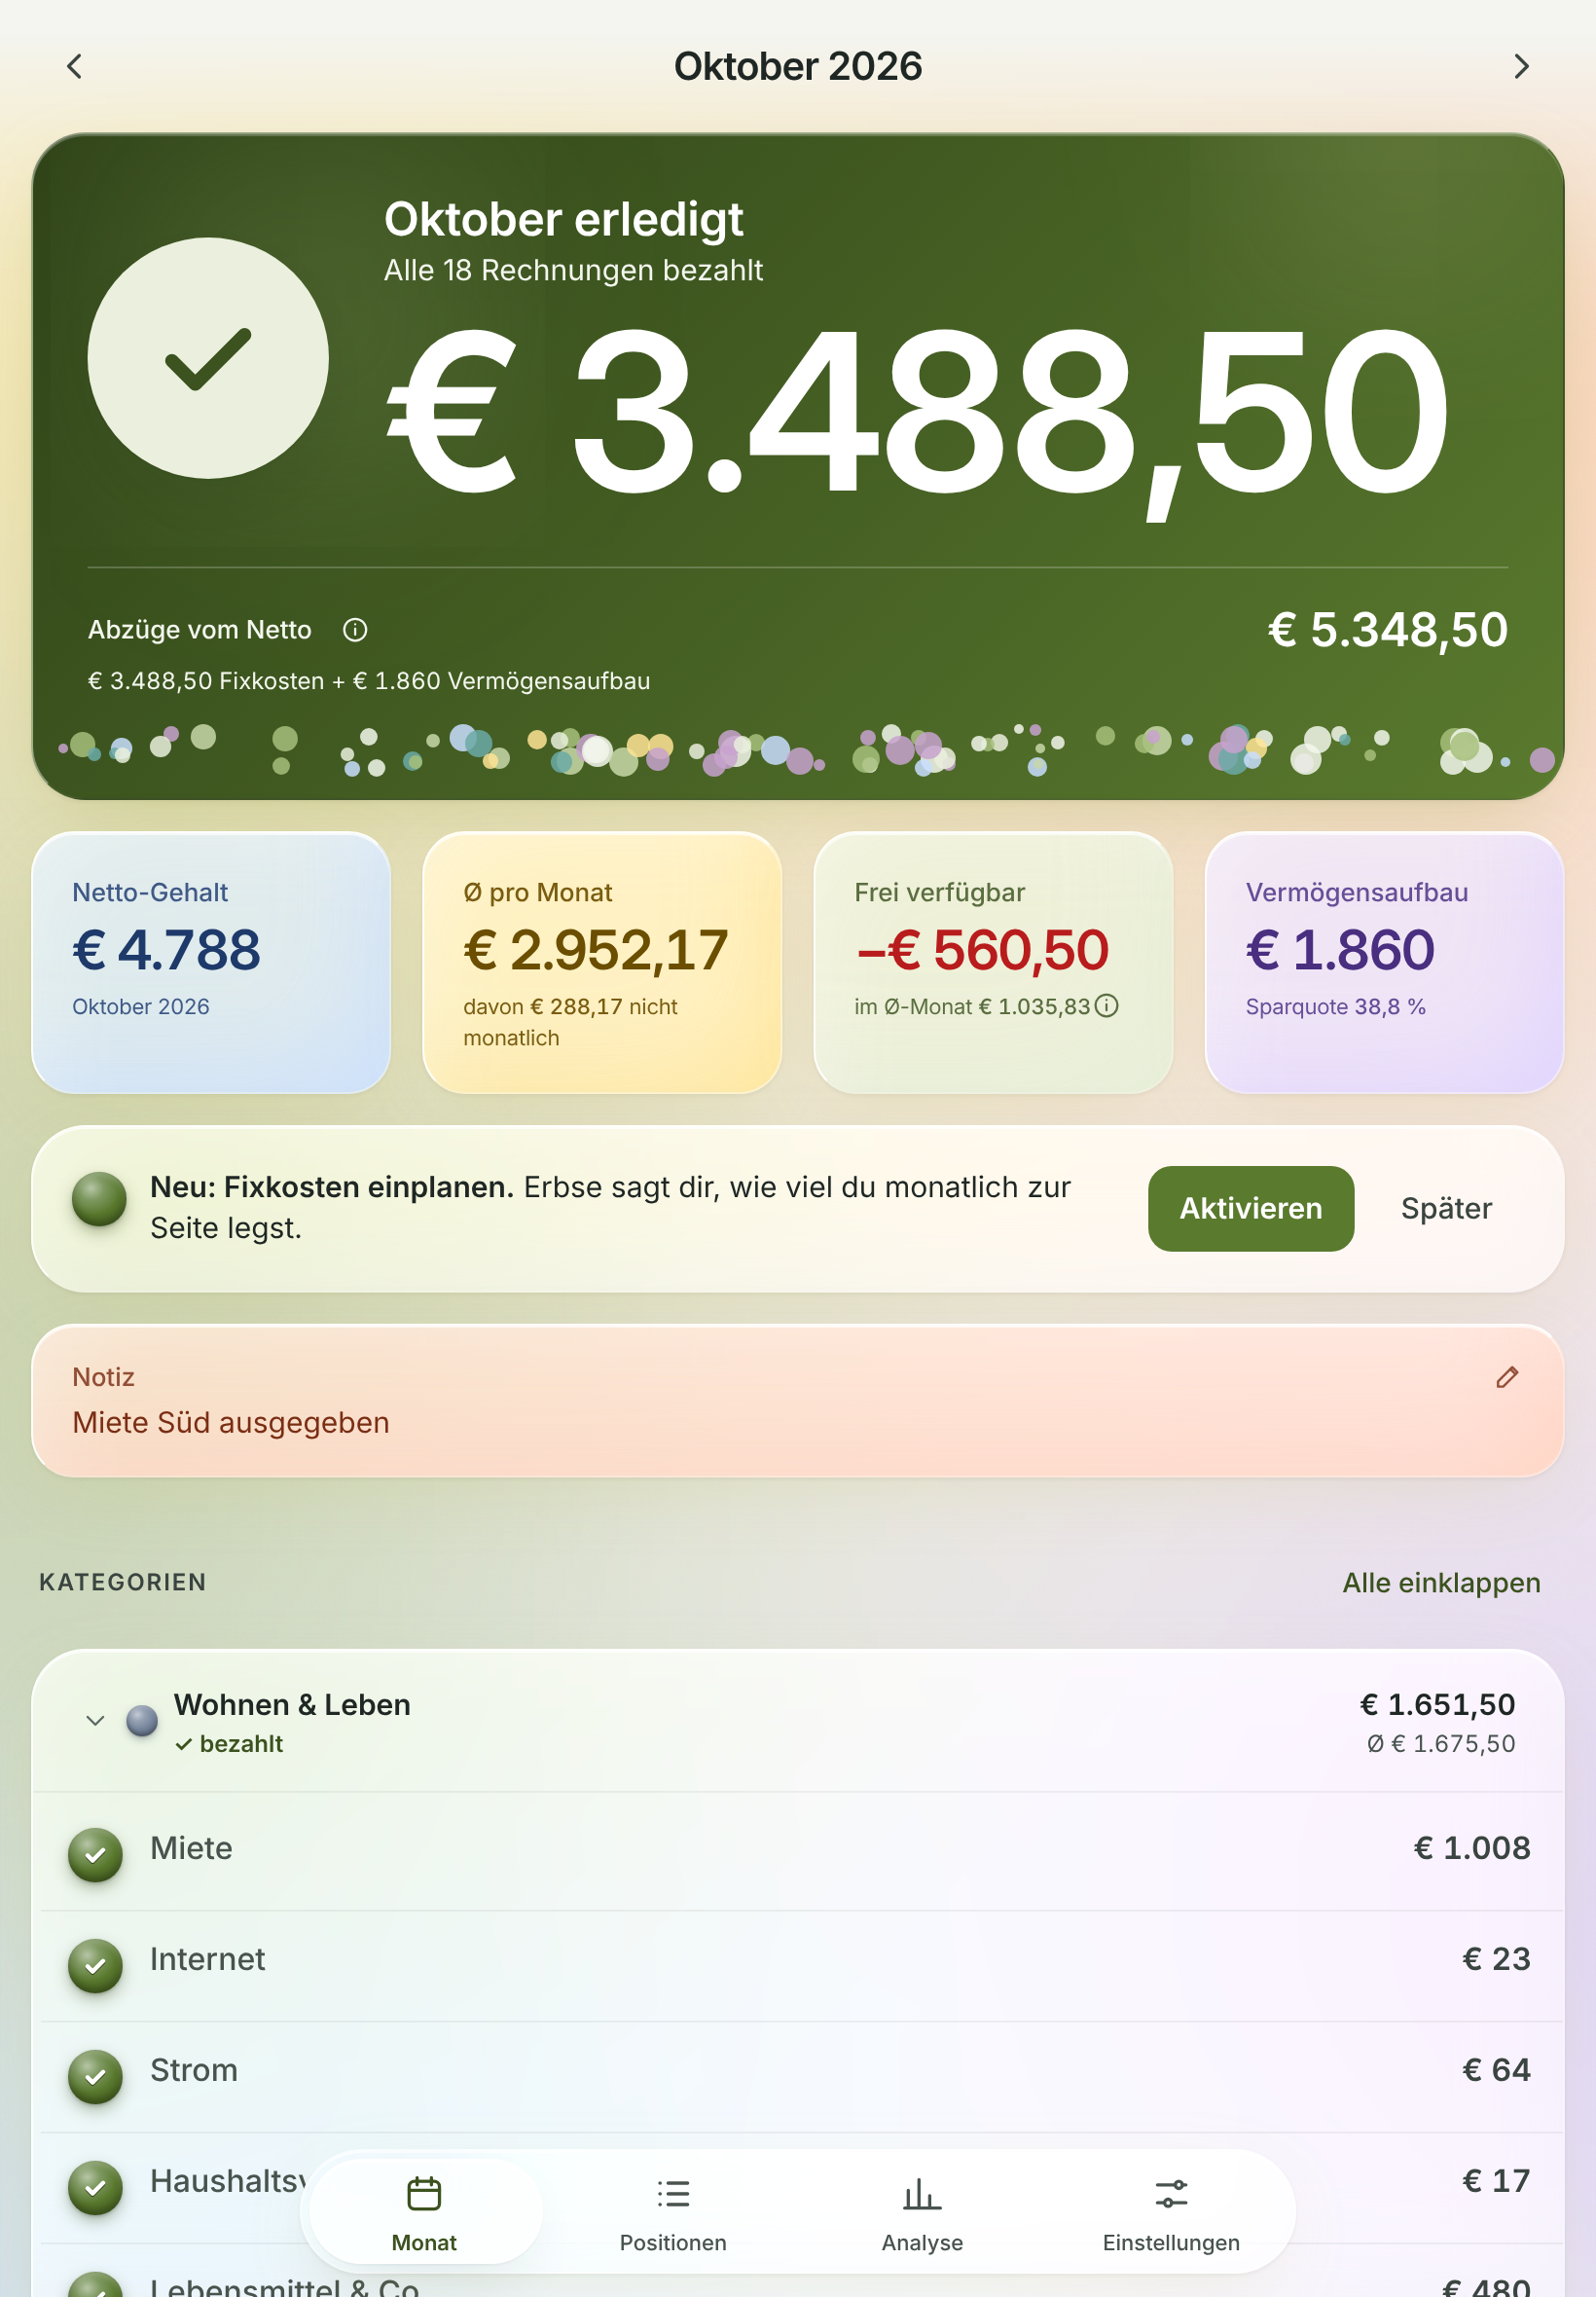 Oktober 2026
Oktober erledigt
Alle 18 Rechnungen bezahlt
€ 3.488,50
Abzüge vom Netto
€ 5.348,50
€ 3.488,50 Fixkosten + € 1.860 Vermögensaufbau
Netto-Gehalt
€ 4.788
Oktober 2026
Ø pro Monat
€ 2.952,17
davon € 288,17 nicht
monatlich
Frei verfügbar
–€ 560,50
im Ø-Monat € 1.035,83
Vermögensaufbau
€ 1.860
Sparquote 38,8 %
Neu: Fixkosten einplanen. Erbse sagt dir, wie viel du monatlich zur
Seite legst.
Aktivieren
Später
Notiz
Miete Süd ausgegeben
KATEGORIEN
Alle einklappen
Wohnen & Leben
€ 1.651,50
bezahlt
Ø € 1.675,50
Miete
€ 1.008
Internet
€ 23
Strom
€ 64
€ 17
Lebensmittel & Co
€ 480
Monat
Positionen
Analyse
Einstellungen